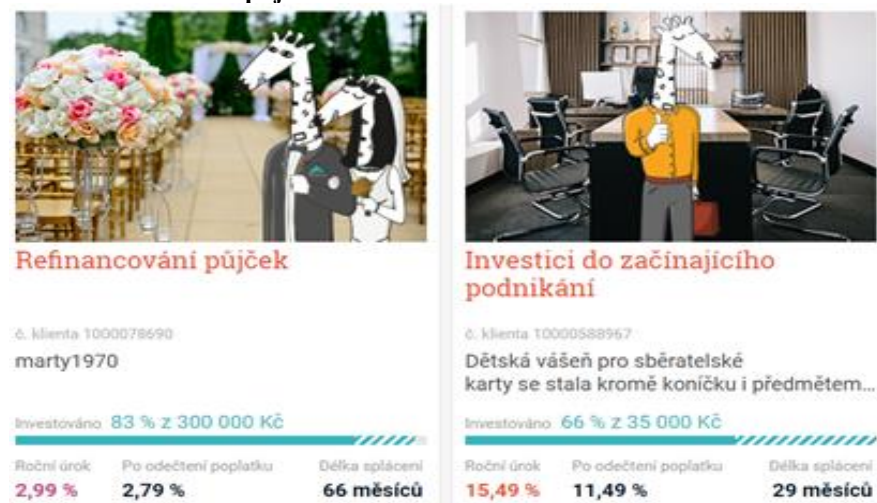 Refinancování půjček
č. klienta 1000078690
marty1970
Investováno 83 % z 300 000 Kč
Roční úrok Po odečtení poplatku Délka splácení
2,99 % 2,79 % 66 měsíců
Investici do začínajícího
podnikání
č. klienta 10000588967
Dětská vášeň pro sběratelské
karty se stala kromě koníčku i předmětem...
Investováno 66 % z 35 000 Kč
Roční úrok Po odečtení poplatku Délka splácení
15,49 % 11,49 % 29 měsíců